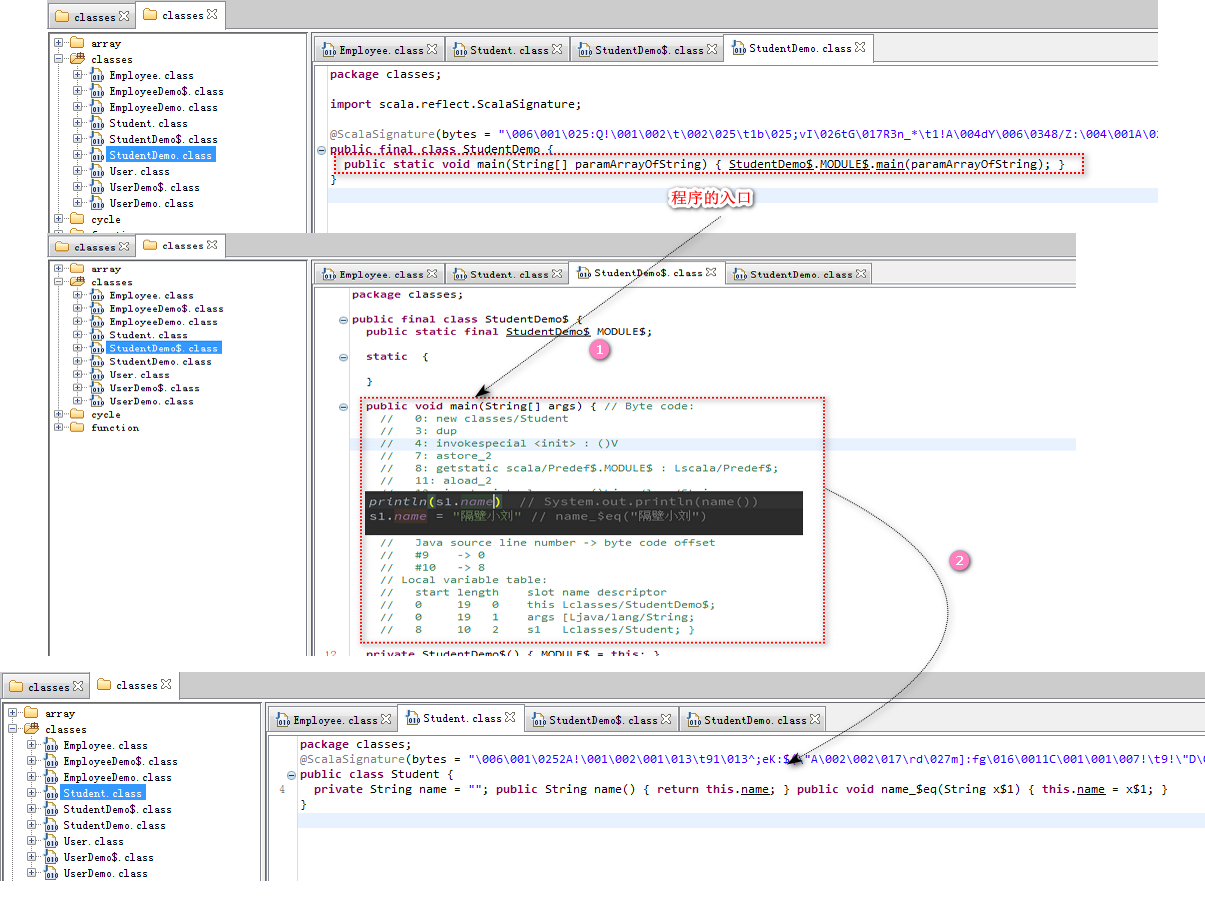 classes
classes
array
classes
Employee.class
EmployeeDemo$.class
EmployeeDemo.class
Student.class
StudentDemo$.class
StudentDemo.class
User.class
UserDemo$.class
UserDemo.class
cycle
Employee.class
Student.class
StudentDemo$.class
StudentDemo.class
package classes;
import scala.reflect.ScalaSignature;
@ScalaSignature(bytes = "\006\001\025:Q!\001\002\t\002\025\t1b\025;vI\026tG\017R3n_*\t1!A\004dY\006\0348/Z:\004\001A\02
public final class StudentDemo {
public static void main(String[] paramArrayOfString) { StudentDemo$.MODULE$.main(paramArrayOfString); }
}
程序的入口
classes
classes
array
classes
Employee.class
EmployeeDemo$.class
EmployeeDemo.class
Student.class
StudentDemo$.class
StudentDemo.class
User.class
UserDemo$.class
UserDemo.class
cycle
function
Employee.class
Student.class
StudentDemo$.class
StudentDemo.class
package classes;
public final class StudentDemo$ {
public static final StudentDemo$ MODULE$;
1
static {
}
public void main(String[] args) { // Byte code:
// 0: new classes/Student
// 3: dup
// 4: invokespecial <init> : ()V
// 7: astore_2
// 8: getstatic scala/Predef$.MODULE$ : Lscala/Predef$;
// 11: aload_2
println(s1.name) // System.out.println(name())
s1.name = "隔壁小刘" // name_$eq("隔壁小刘")
// Java source line number -> byte code offset
// #9 -> 0
// #10 -> 8
// Local variable table:
// start length slot name descriptor
// 0 19 0 this Lclasses/StudentDemo$;
// 0 19 1 args [Ljava/lang/String;
// 8 10 2 s1 Lclasses/Student; }
12 private StudentDemo$() { MODULE$ = this; }
2
classes
classes
array
classes
Employee.class
EmployeeDemo$.class
EmployeeDemo.class
Student.class
StudentDemo$.class
StudentDemo.class
User.class
UserDemo$.class
UserDemo.class
Employee.class
Student.class
StudentDemo$.class
StudentDemo.class
package classes;
@ScalaSignature(bytes = "\006\001\0252A!\001\002\001\013\t91\013^;eK:$ "A\002\002\017\rd\027m]:fg\016\0011C\001\001\007!\t9!\"D\
public class Student {
4 private String name = ""; public String name() { return this.name; } public void name_$eq(String x$1) { this.name = x$1; }
}